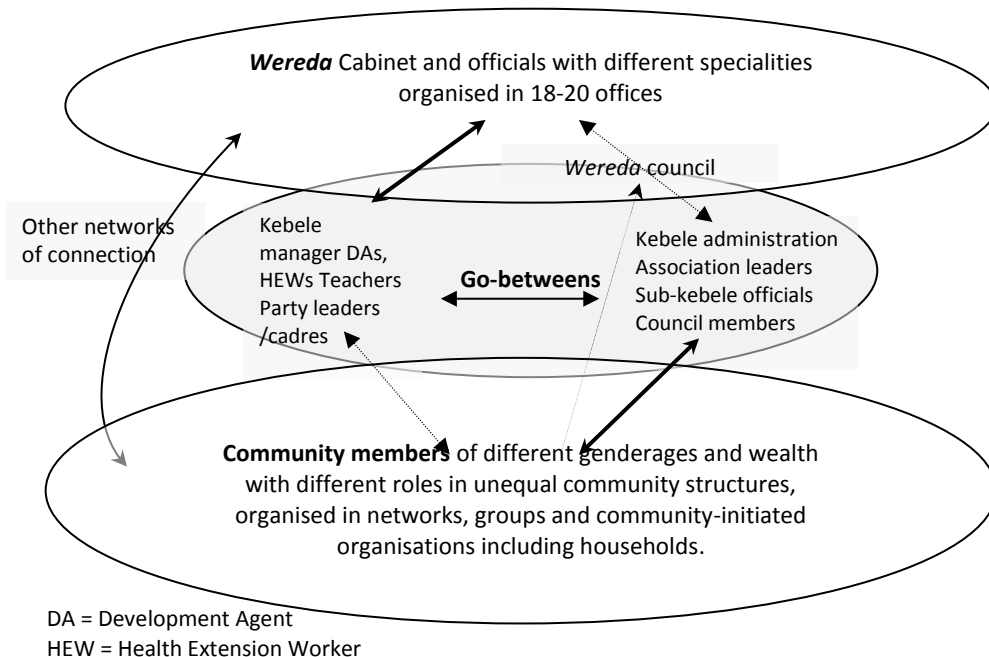 Wereda Cabinet and officials with different specialities
organised in 18-20 offices
Wereda council
Other networks
of connection
Kebele
manager DAs,
HEWs Teachers
Party leaders
/cadres
Go-betweens
Kebele administration
Association leaders
Sub-kebele officials
Council members
Community members of different genderages and wealth
with different roles in unequal community structures,
organised in networks, groups and community-initiated
organisations including households.
DA = Development Agent
HEW = Health Extension Worker